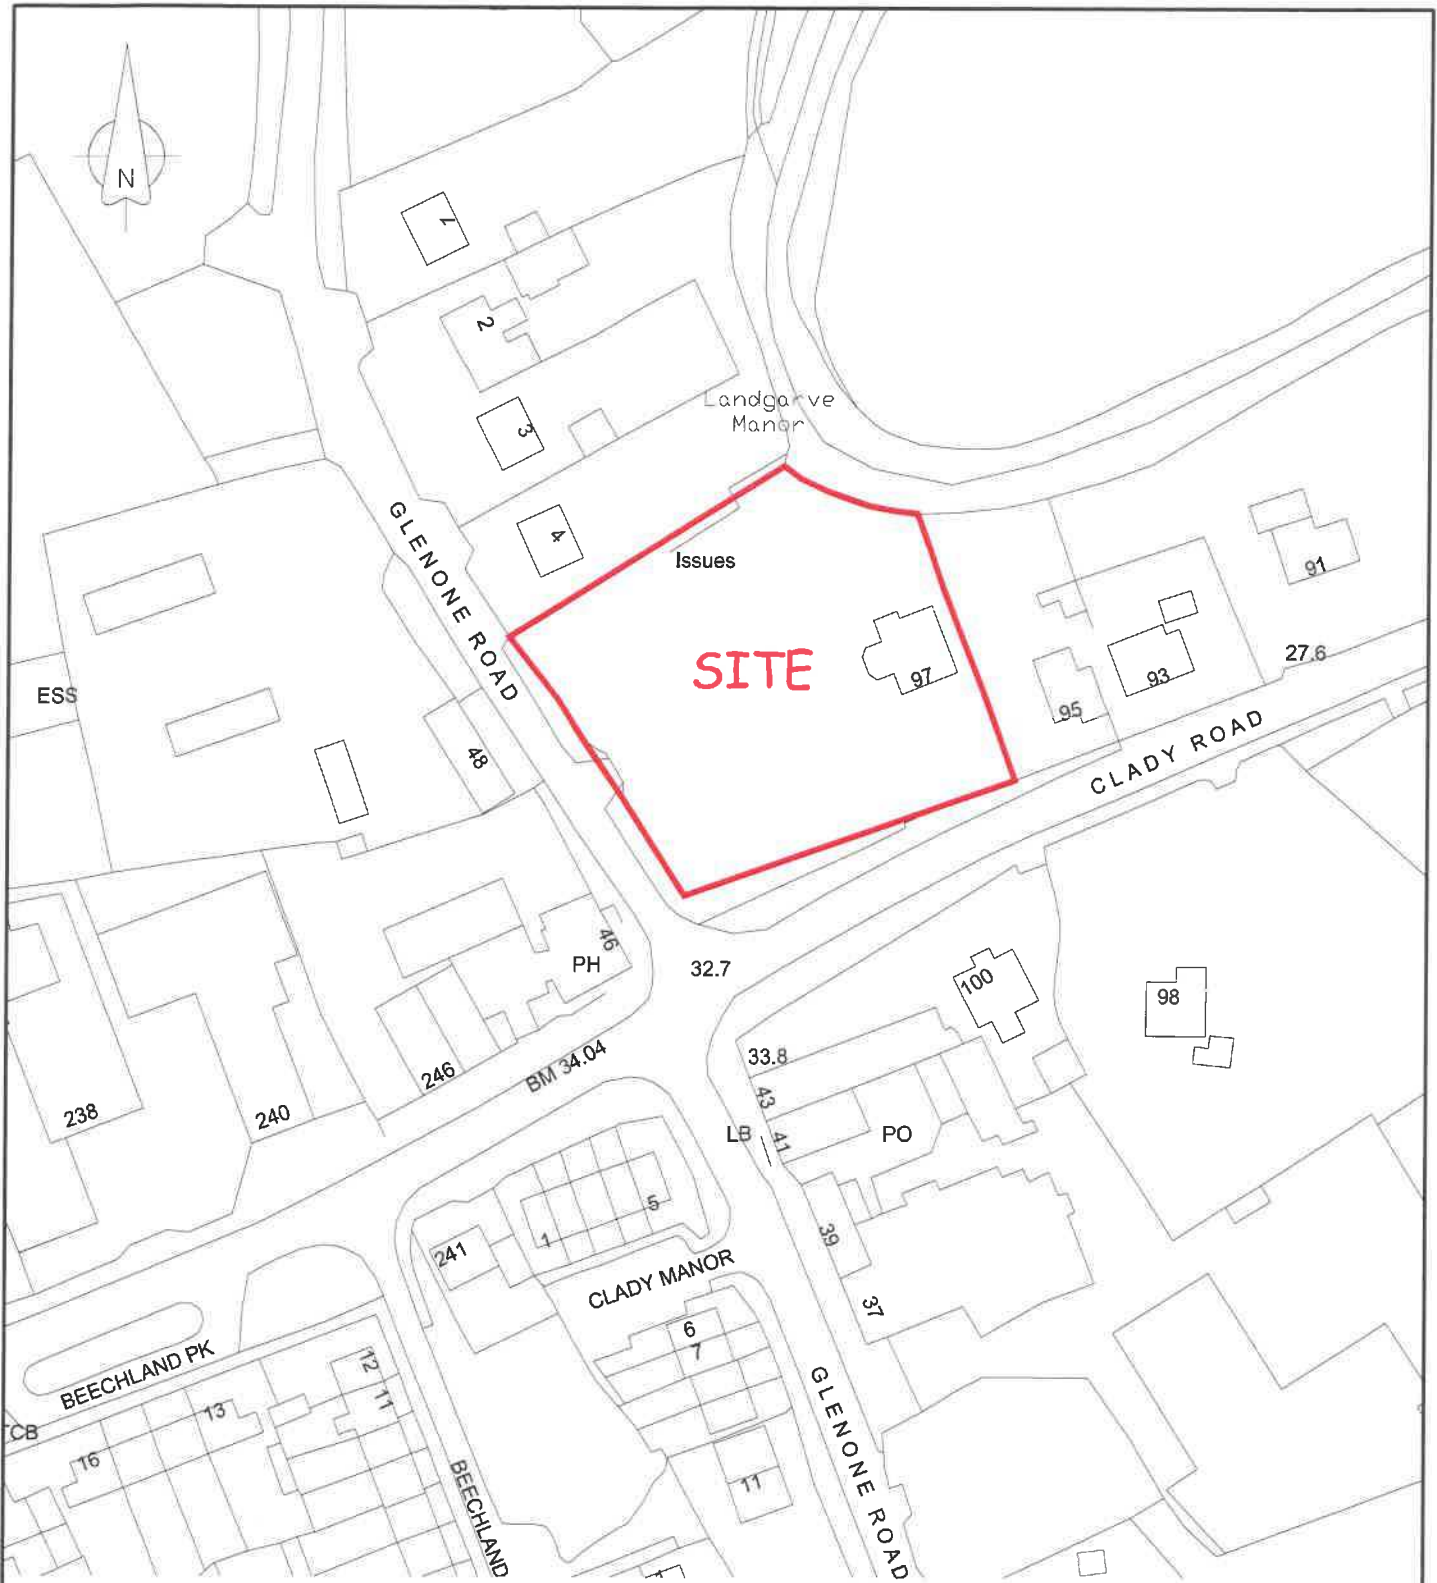 N
1
2
Landgarve
Manor
3
GLENONE ROAD
4
Issues
91
SITE
27.6
97
93
ESS
95
CLADY ROAD
48
46
PH
32.7
100
98
33.8
BM 34.04
246
43
238
240
LB
41
PO
5
1
39
241
CLADY MANOR
37
6
7
BEECHLAND PK
12
11
13
GLENONE ROAD
TCB
16
11
BEECHLAND